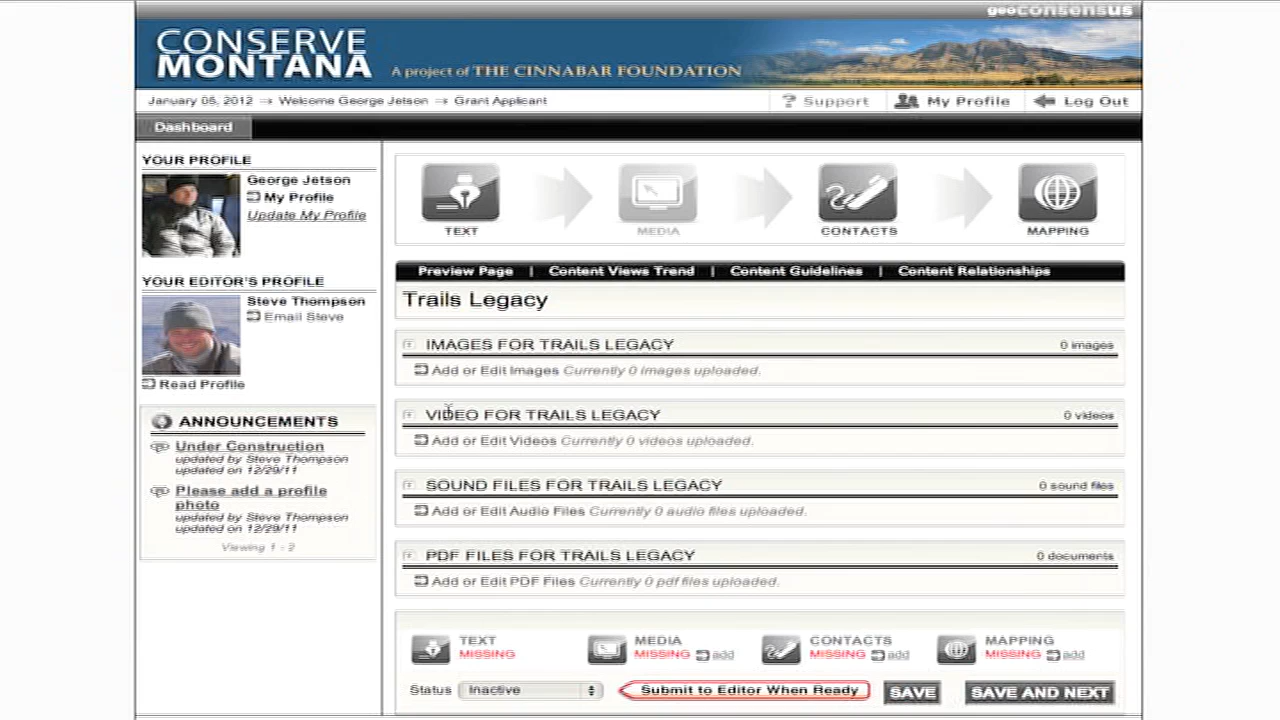 geoconsensus
CONSERVE
MONTANA
A project of THE CINNABAR FOUNDATION
January 05, 2012 → Welcome George Jetson → Grant Applicant
? Support
My Profile
Log Out
Dashboard
YOUR PROFILE
George Jetson
My Profile
Update My Profile
YOUR EDITOR'S PROFILE
Steve Thompson
Email Steve
Read Profile
ANNOUNCEMENTS
Under Construction
updated by Steve Thompson
updated on 12/29/11
Please add a profile
photo
updated by Steve Thompson
updated on 12/29/11
Viewing 1 - 2
TEXT
MEDIA
CONTACTS
MAPPING
Preview Page | Content Views Trend | Content Guidelines | Content Relationships
Trails Legacy
IMAGES FOR TRAILS LEGACY 0 images
Add or Edit Images Currently 0 images uploaded.
VIDEO FOR TRAILS LEGACY 0 videos
Add or Edit Videos Currently 0 videos uploaded.
SOUND FILES FOR TRAILS LEGACY 0 sound files
Add or Edit Audio Files Currently 0 audio files uploaded.
PDF FILES FOR TRAILS LEGACY 0 documents
Add or Edit PDF Files Currently 0 pdf files uploaded.
TEXT
MISSING
MEDIA
MISSING add
CONTACTS
MISSING add
MAPPING
MISSING add
Status Inactive Submit to Editor When Ready SAVE SAVE AND NEXT